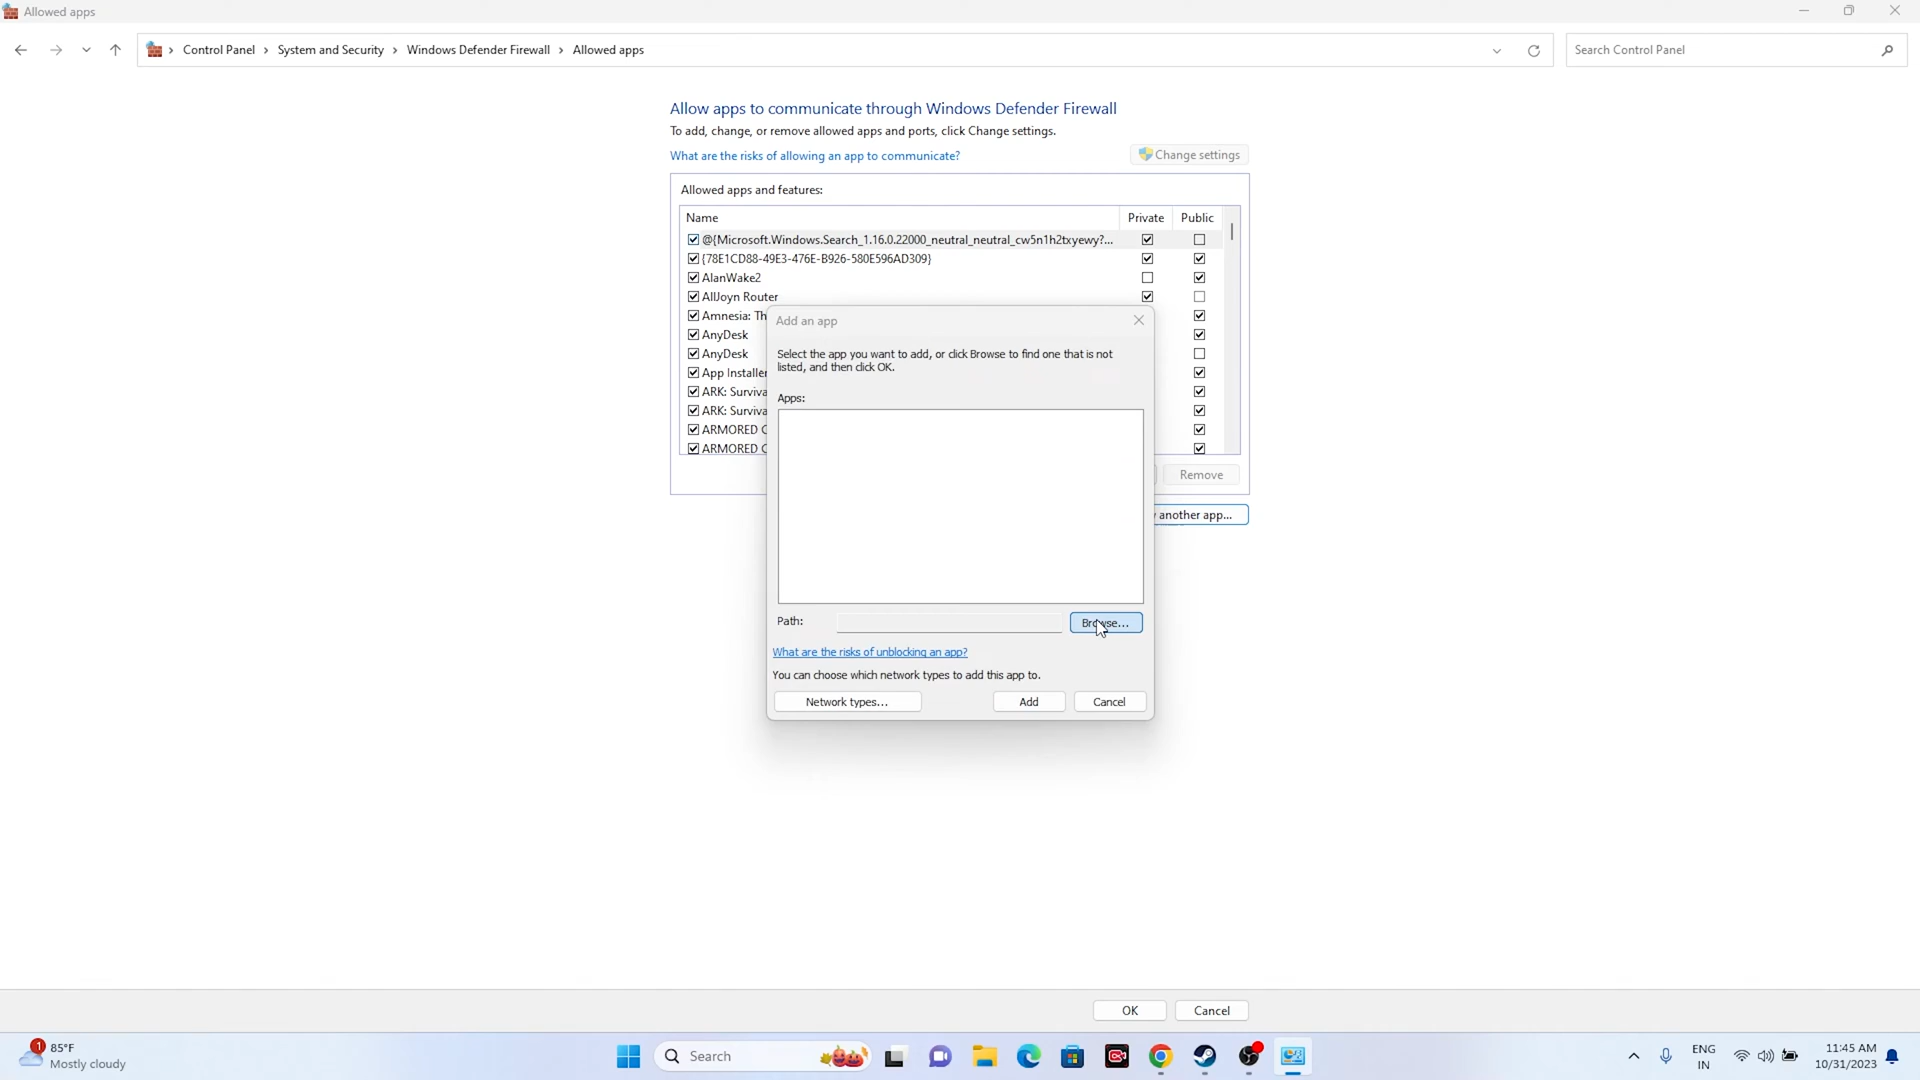 Allowed apps
Control Panel > System and Security > Windows Defender Firewall > Allowed apps
Search Control Panel
Allow apps to communicate through Windows Defender Firewall
To add, change, or remove allowed apps and ports, click Change settings.
What are the risks of allowing an app to communicate?
Change settings
Allowed apps and features:
Name Private Public
@{Microsoft.Windows.Search_1.16.0.22000_neutral_neutral_cw5n1h2txyewy?...
{78E1CD88-49E3-476E-B926-580E596AD309}
AlanWake2
AllJoyn Router
Amnesia: Th
AnyDesk
AnyDesk
App Installer
ARK: Surviva
ARK: Surviva
ARMORED C
ARMORED C
Remove
another app...
Add an app
Select the app you want to add, or click Browse to find one that is not
listed, and then click OK.
Apps:
Path:
Browse...
What are the risks of unblocking an app?
You can choose which network types to add this app to.
Network types...
Add
Cancel
OK
Cancel
1
85°F
Mostly cloudy
Search
ENG
IN
11:45 AM
10/31/2023